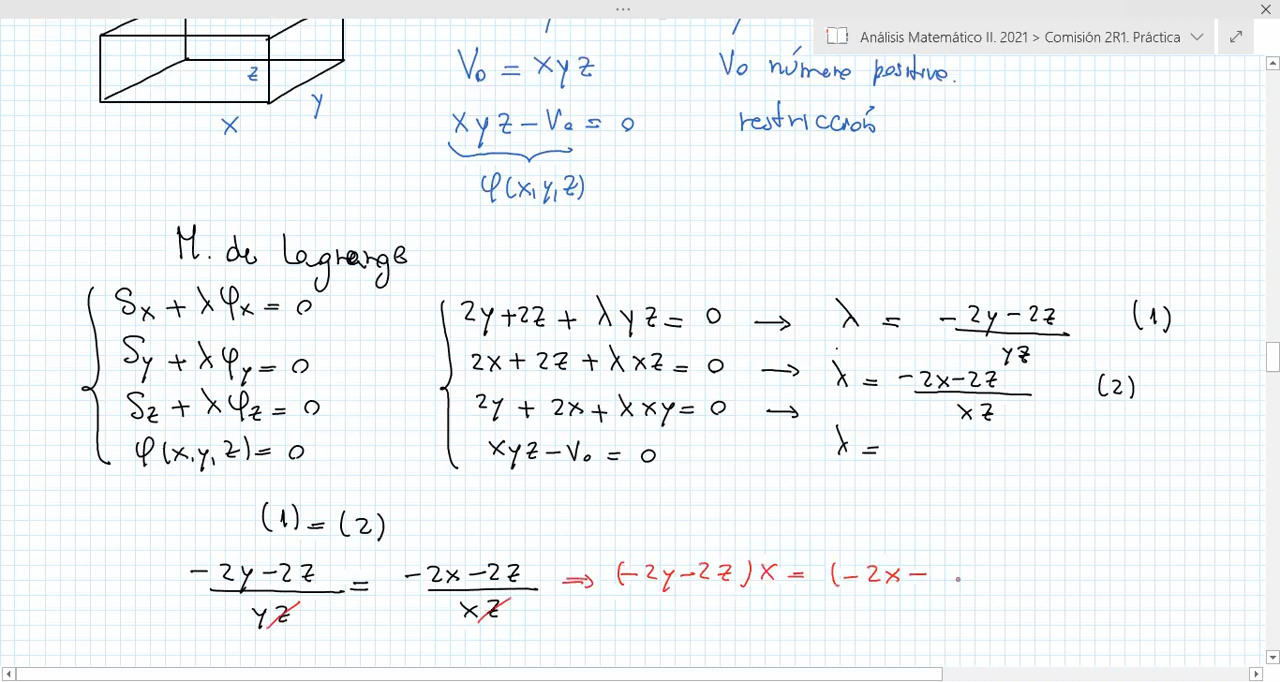 Análisis Matemático II. 2021 > Comisión 2R1. Práctica
V₀ = xyz V₀ número positivo.
xyz − V₀ = 0 restricción
φ(x,y,z)
z
y
x
M. de Lagrange
Sx + λφx = 0 2y+2z + λyz = 0 → λ = −2y−2z / yz (1)
Sy + λφy = 0 2x + 2z + λxz = 0 → λ = −2x−2z / xz (2)
Sz + λφz = 0 2y + 2x + λxy = 0 → λ =
φ(x,y,z) = 0 xyz − V₀ = 0
(1) = (2)
−2y−2z / yz = −2x−2z / xz ⇒ (−2y−2z)x = (−2x−